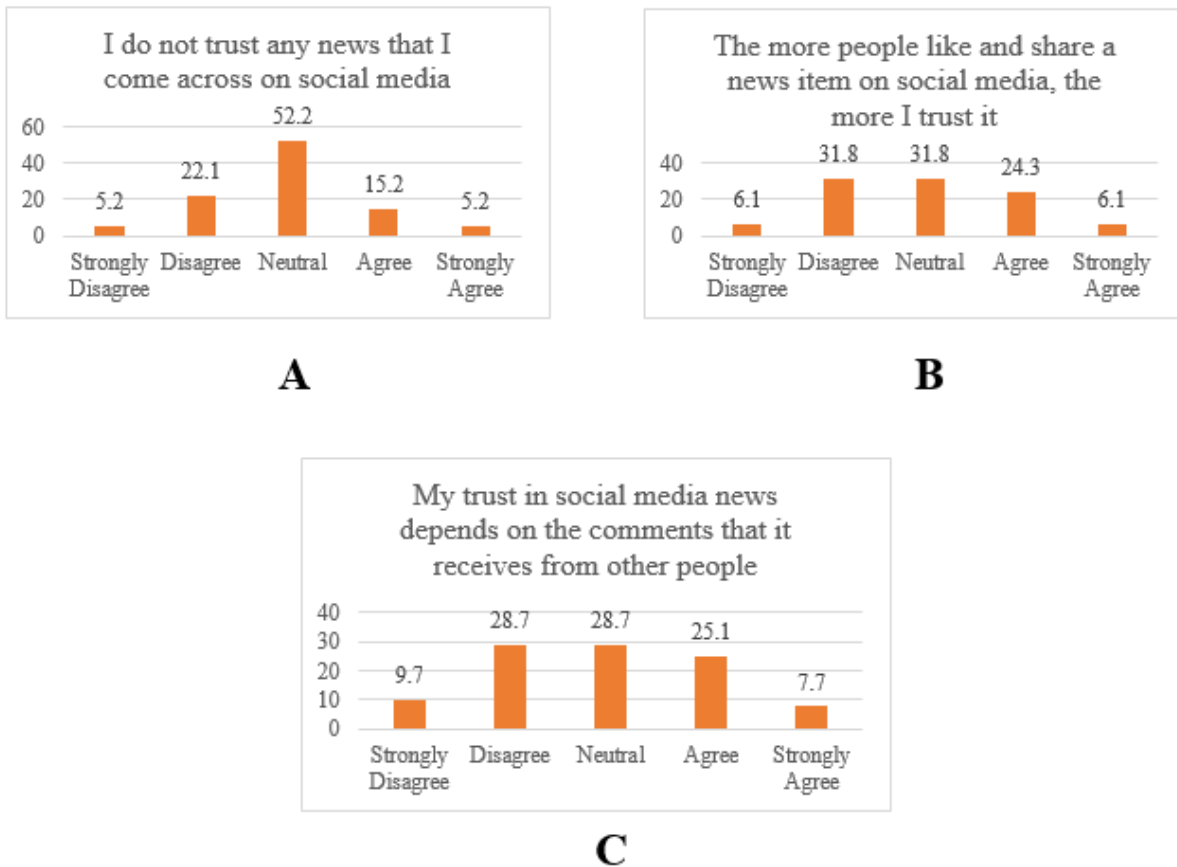 I do not trust any news that I
come across on social media
52.2
60
40
22.1
15.2
20
5.2
5.2
0
Strongly Disagree Neutral Agree Strongly
Disagree Agree
A
The more people like and share a
news item on social media, the
more I trust it
31.8 31.8
40
24.3
20
6.1
6.1
0
Strongly Disagree Neutral Agree Strongly
Disagree Agree
B
My trust in social media news
depends on the comments that it
receives from other people
40
28.7 28.7
25.1
30
20
9.7
7.7
10
0
Strongly Disagree Neutral Agree Strongly
Disagree Agree
C